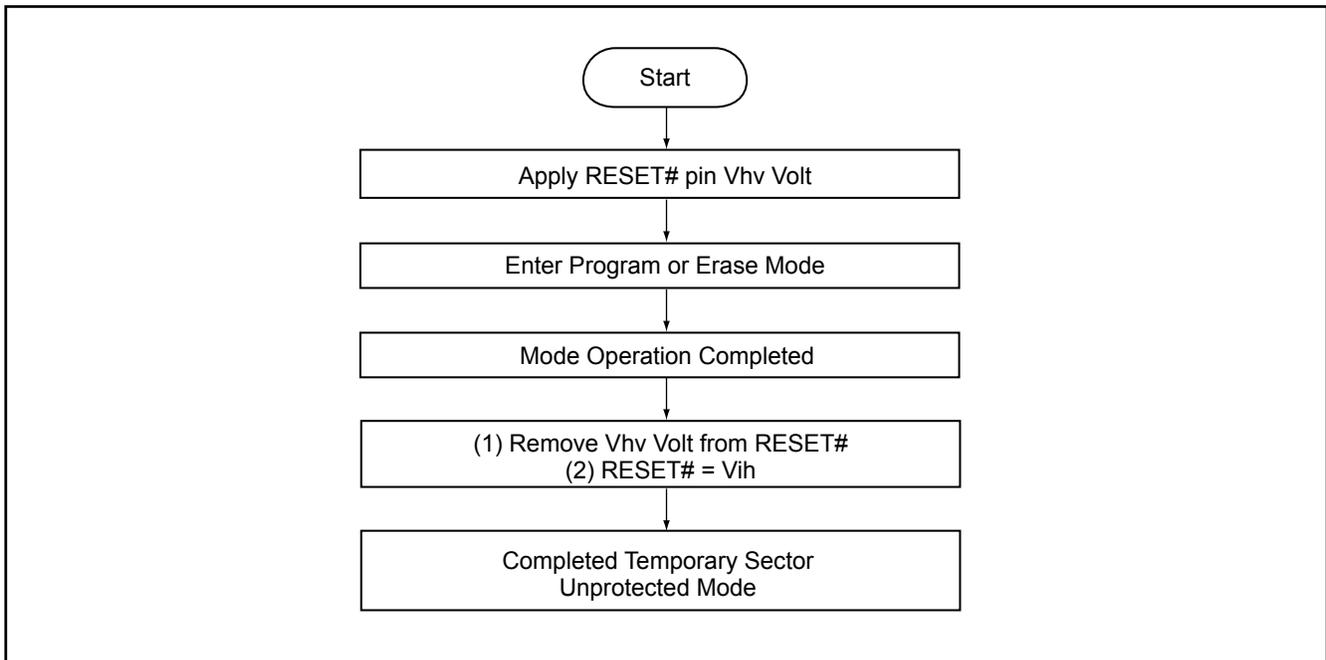 Start
Apply RESET# pin Vhv Volt
Enter Program or Erase Mode
Mode Operation Completed
(1) Remove Vhv Volt from RESET#
(2) RESET# = Vih
Completed Temporary Sector
Unprotected Mode